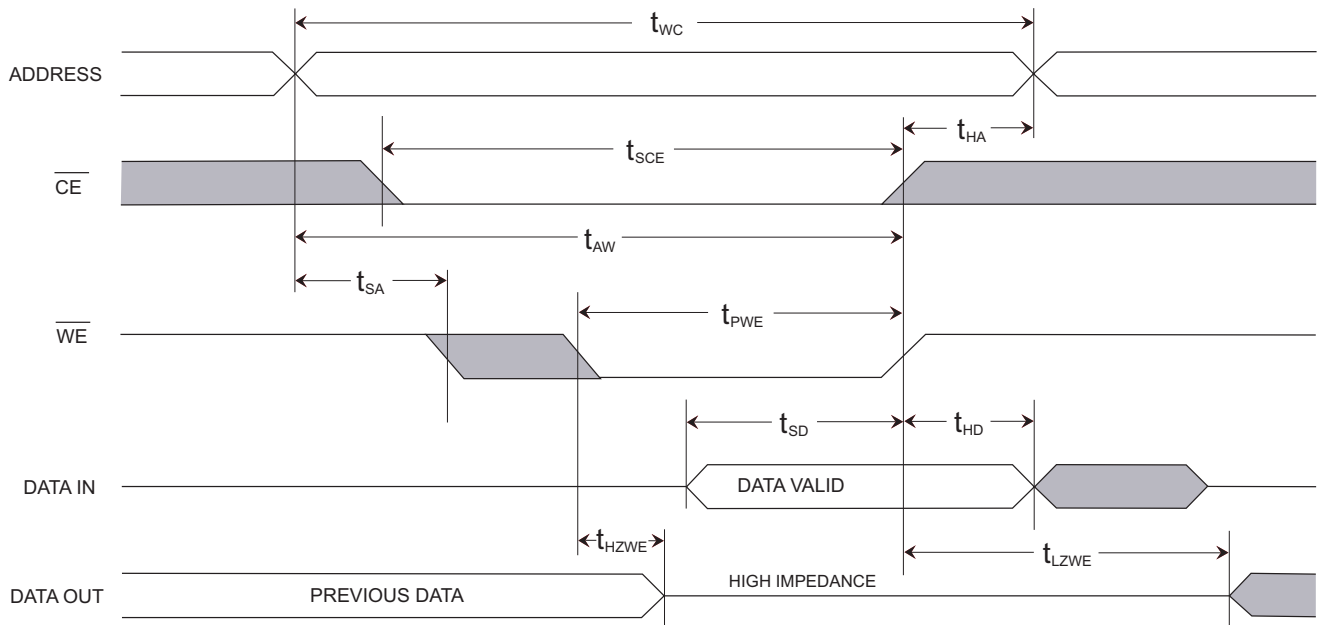 tWC
ADDRESS
tHA
tSCE
CE
tAW
tSA
tPWE
WE
tSD
tHD
DATA IN
DATA VALID
tHZWE
tLZWE
HIGH IMPEDANCE
DATA OUT
PREVIOUS DATA